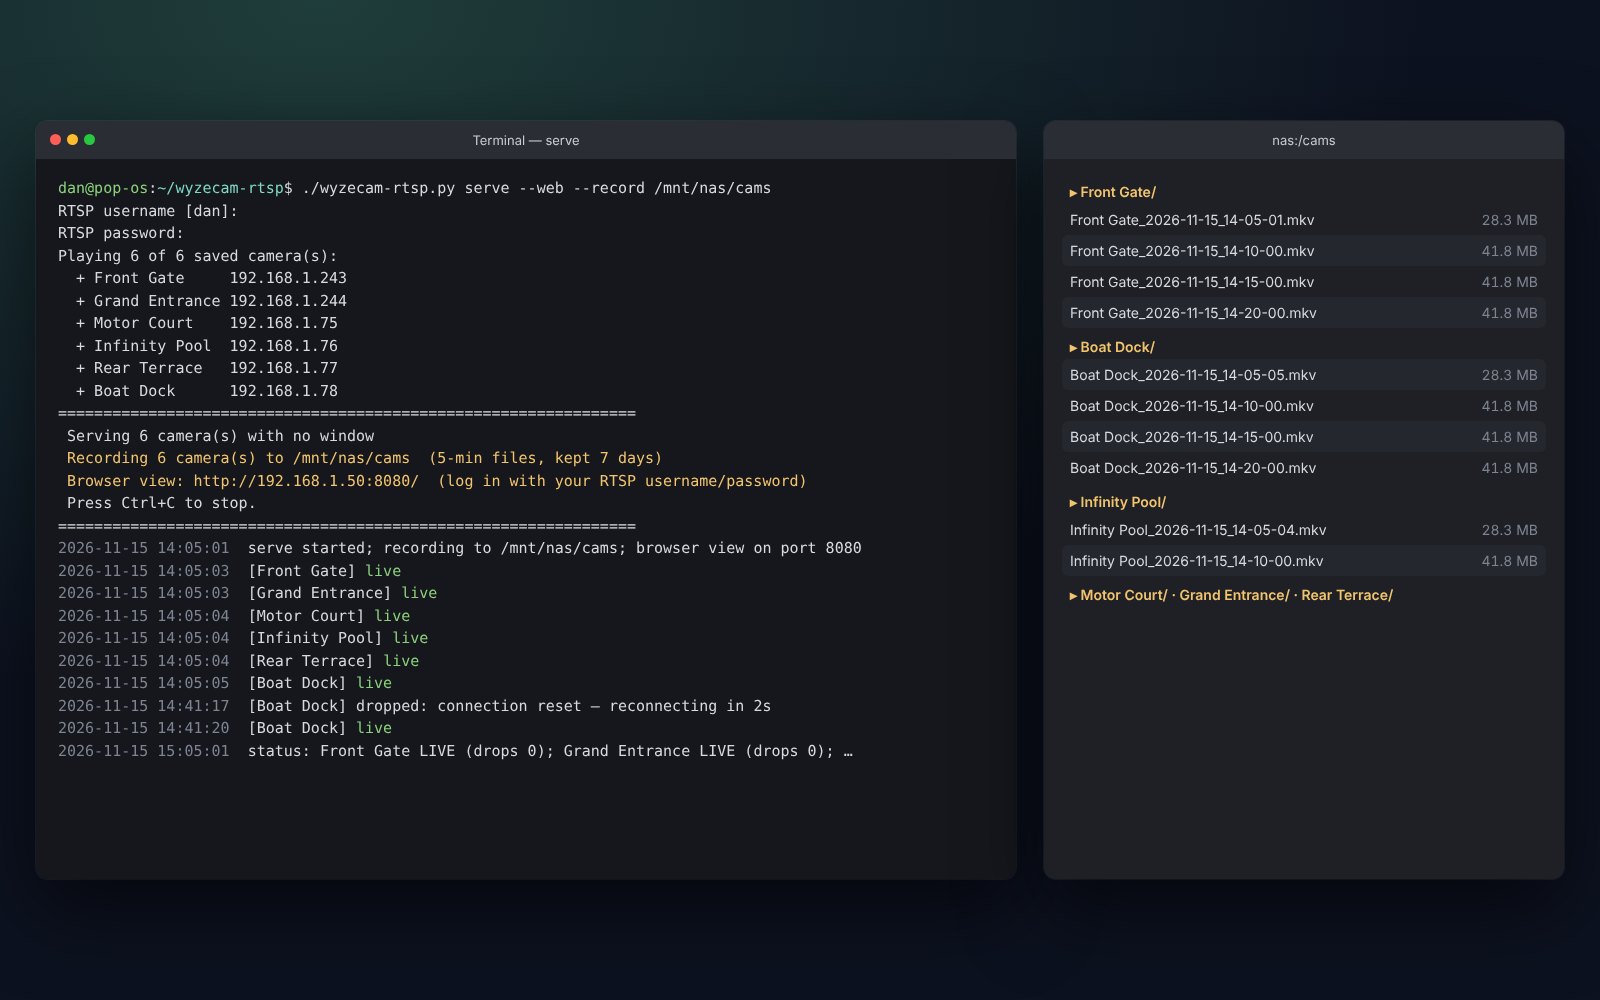 Terminal — serve
dan@pop-os:~/wyzecam-rtsp$ ./wyzecam-rtsp.py serve --web --record /mnt/nas/cams
RTSP username [dan]:
RTSP password:
Playing 6 of 6 saved camera(s):
+ Front Gate 192.168.1.243
+ Grand Entrance 192.168.1.244
+ Motor Court 192.168.1.75
+ Infinity Pool 192.168.1.76
+ Rear Terrace 192.168.1.77
+ Boat Dock 192.168.1.78
================================================================
Serving 6 camera(s) with no window
Recording 6 camera(s) to /mnt/nas/cams (5-min files, kept 7 days)
Browser view: http://192.168.1.50:8080/ (log in with your RTSP username/password)
Press Ctrl+C to stop.
================================================================
2026-11-15 14:05:01 serve started; recording to /mnt/nas/cams; browser view on port 8080
2026-11-15 14:05:03 [Front Gate] live
2026-11-15 14:05:03 [Grand Entrance] live
2026-11-15 14:05:04 [Motor Court] live
2026-11-15 14:05:04 [Infinity Pool] live
2026-11-15 14:05:04 [Rear Terrace] live
2026-11-15 14:05:05 [Boat Dock] live
2026-11-15 14:41:17 [Boat Dock] dropped: connection reset — reconnecting in 2s
2026-11-15 14:41:20 [Boat Dock] live
2026-11-15 15:05:01 status: Front Gate LIVE (drops 0); Grand Entrance LIVE (drops 0); …
nas:/cams
▸ Front Gate/
Front Gate_2026-11-15_14-05-01.mkv 28.3 MB
Front Gate_2026-11-15_14-10-00.mkv 41.8 MB
Front Gate_2026-11-15_14-15-00.mkv 41.8 MB
Front Gate_2026-11-15_14-20-00.mkv 41.8 MB
▸ Boat Dock/
Boat Dock_2026-11-15_14-05-05.mkv 28.3 MB
Boat Dock_2026-11-15_14-10-00.mkv 41.8 MB
Boat Dock_2026-11-15_14-15-00.mkv 41.8 MB
Boat Dock_2026-11-15_14-20-00.mkv 41.8 MB
▸ Infinity Pool/
Infinity Pool_2026-11-15_14-05-04.mkv 28.3 MB
Infinity Pool_2026-11-15_14-10-00.mkv 41.8 MB
▸ Motor Court/ · Grand Entrance/ · Rear Terrace/